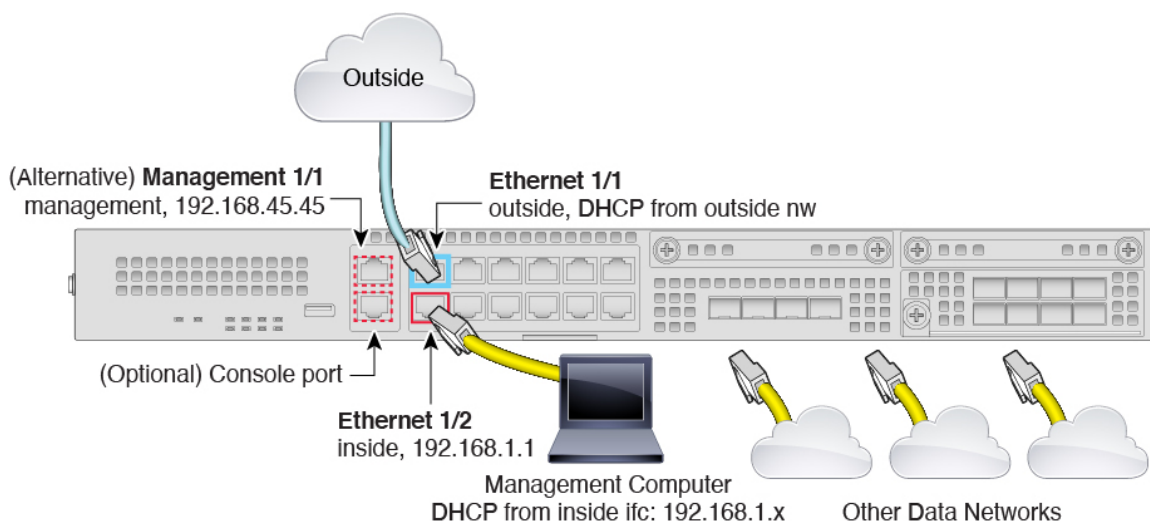 Outside
(Alternative) Management 1/1
management, 192.168.45.45
Ethernet 1/1
outside, DHCP from outside nw
(Optional) Console port
Ethernet 1/2
inside, 192.168.1.1
Management Computer
DHCP from inside ifc: 192.168.1.x
Other Data Networks